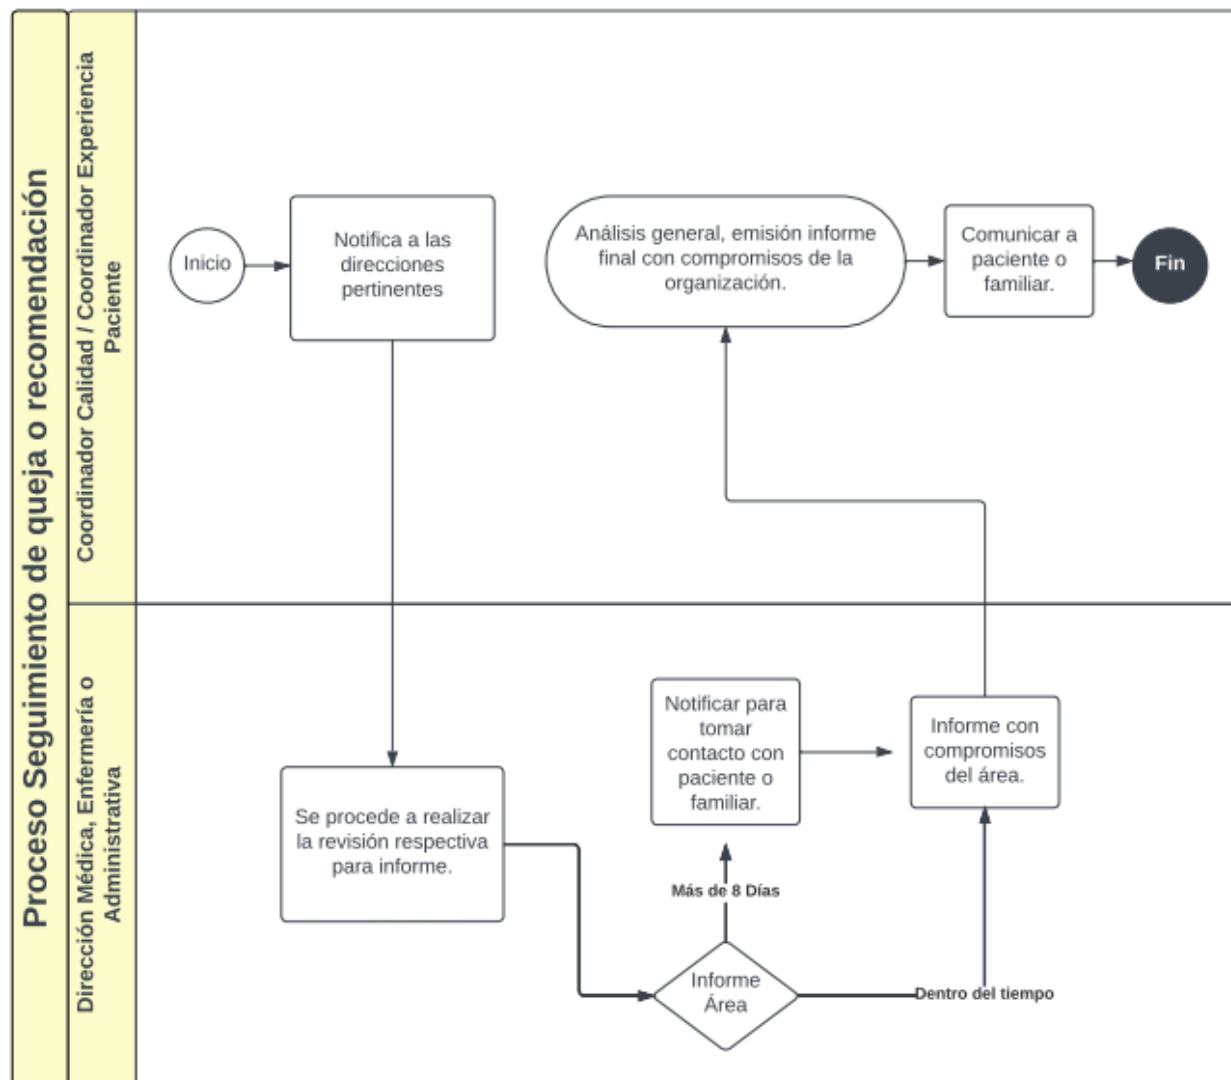 Proceso Seguimiento de queja o recomendación
Coordinador Calidad / Coordinador Experiencia
Paciente
Inicio
Notifica a las
direcciones
pertinentes
Análisis general, emisión informe
final con compromisos de la
organización.
Comunicar a
paciente o
familiar.
Fin
Dirección Médica, Enfermería o
Administrativa
Se procede a realizar
la revisión respectiva
para informe.
Notificar para
tomar
contacto con
paciente o
familiar.
Informe con
compromisos
del área.
Más de 8 Días
Informe
Área
Dentro del tiempo